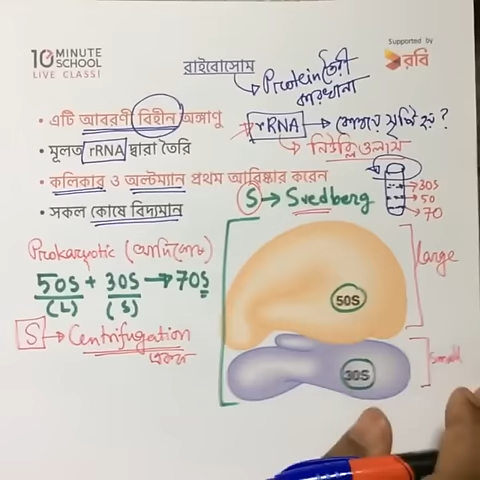 10 MINUTE
SCHOOL
LIVE CLASS!
Supported by
রবি
রাইবোসোম
Protein তৈরী
কারখানা
• এটি আবরণী বিহীন অঙ্গাণু
rRNA → কোথায় সৃষ্টি হয় ?
• মূলত rRNA দ্বারা তৈরি
→ নিউক্লিওলাস
• কলিকার ও অল্টম্যান প্রথম আবিষ্কার করেন
S → Svedberg
30S
50
70
• সকল কোষে বিদ্যমান
Prokaryotic (আদিকোষ)
50S + 30S → 70S
(L) (S)
S → Centrifugation
একক
50S
large
30S
small